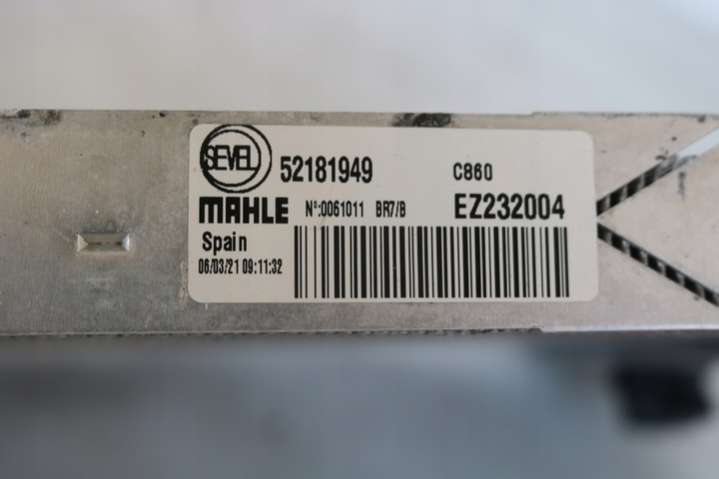 SEVEL 52181949 C860
MAHLE N°:0061011 BR7/B EZ232004
Spain
06/03/21 09:11:32